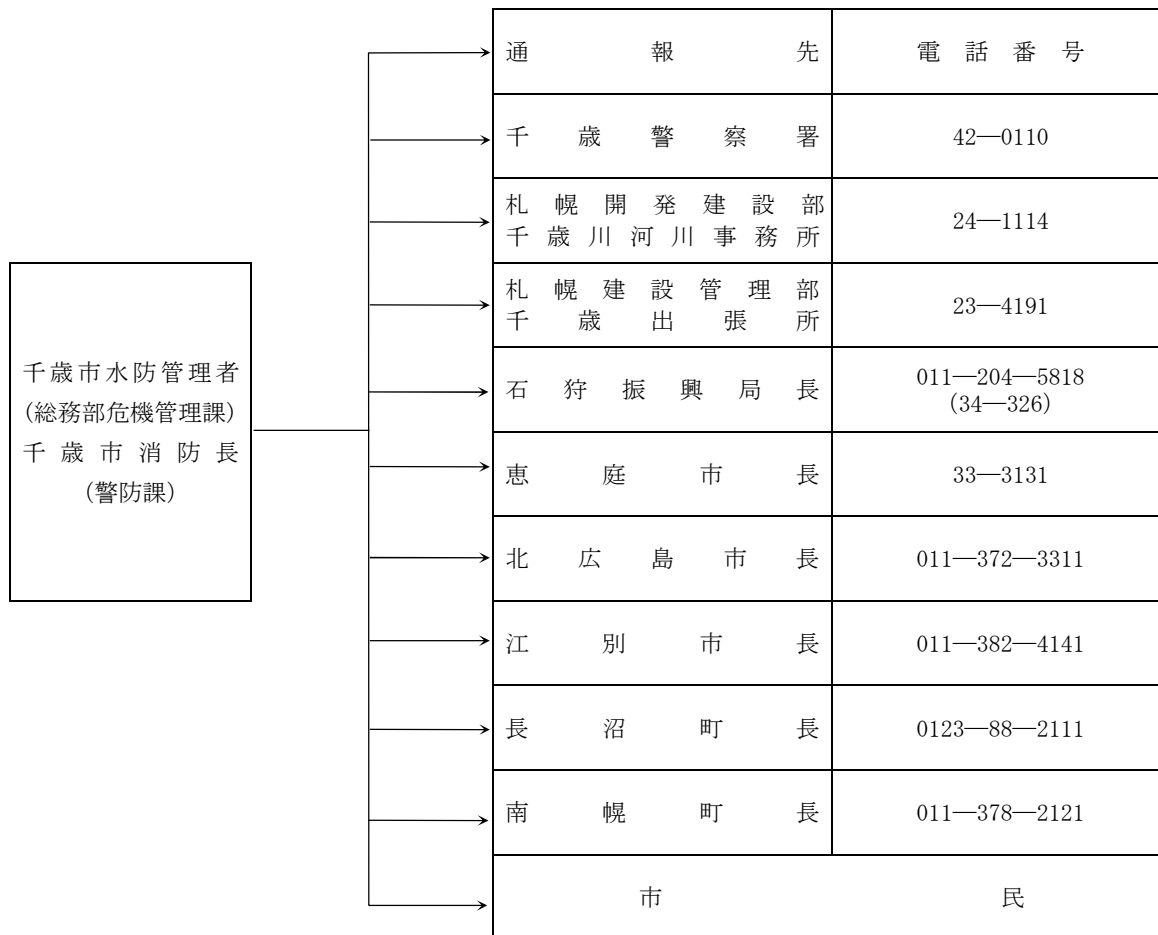 通報先 電話番号
千歳警察署 42―0110
札幌開発建設部
千歳川河川事務所 24―1114
札幌建設管理部
千歳出張所 23―4191
千歳市水防管理者
(総務部危機管理課)
千歳市消防長
(警防課)
石狩振興局長 011―204―5818
(34―326)
恵庭市長 33―3131
北広島市長 011―372―3311
江別市長 011―382―4141
長沼町長 0123―88―2111
南幌町長 011―378―2121
市民